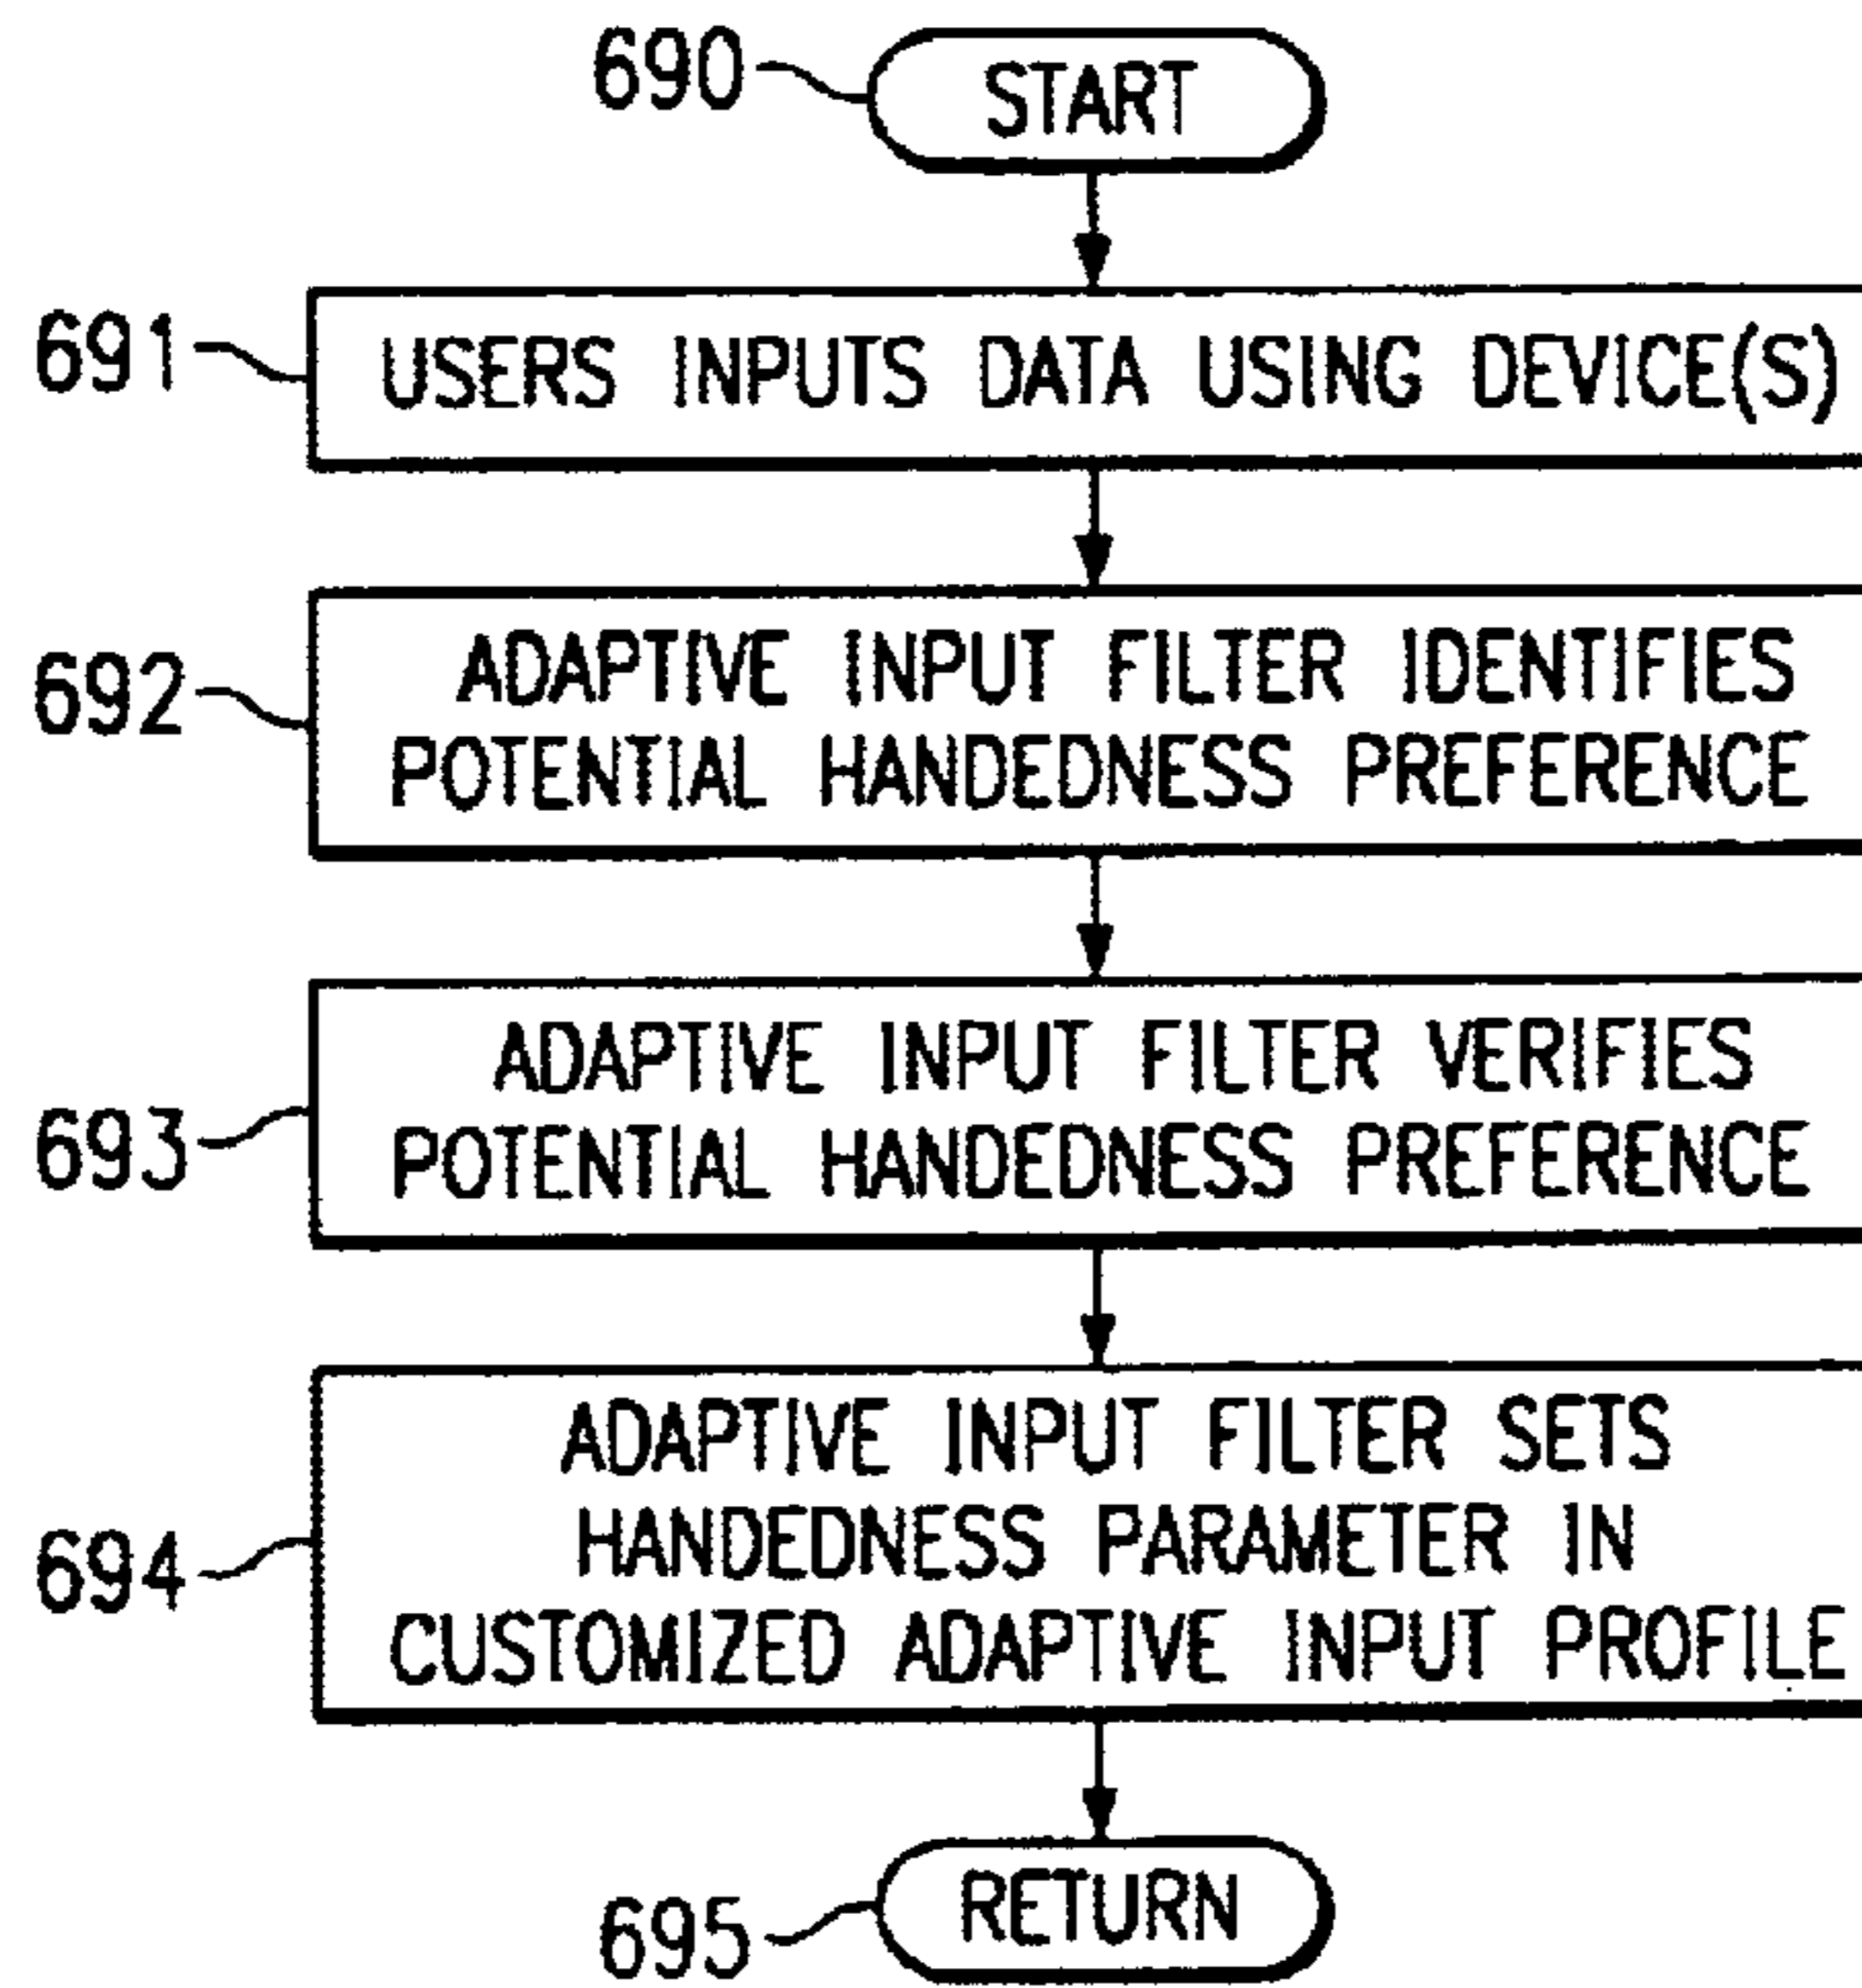 690
START
691
USERS INPUTS DATA USING DEVICE(S)
692
ADAPTIVE INPUT FILTER IDENTIFIES
POTENTIAL HANDEDNESS PREFERENCE
693
ADAPTIVE INPUT FILTER VERIFIES
POTENTIAL HANDEDNESS PREFERENCE
694
ADAPTIVE INPUT FILTER SETS
HANDEDNESS PARAMETER IN
CUSTOMIZED ADAPTIVE INPUT PROFILE
695
RETURN